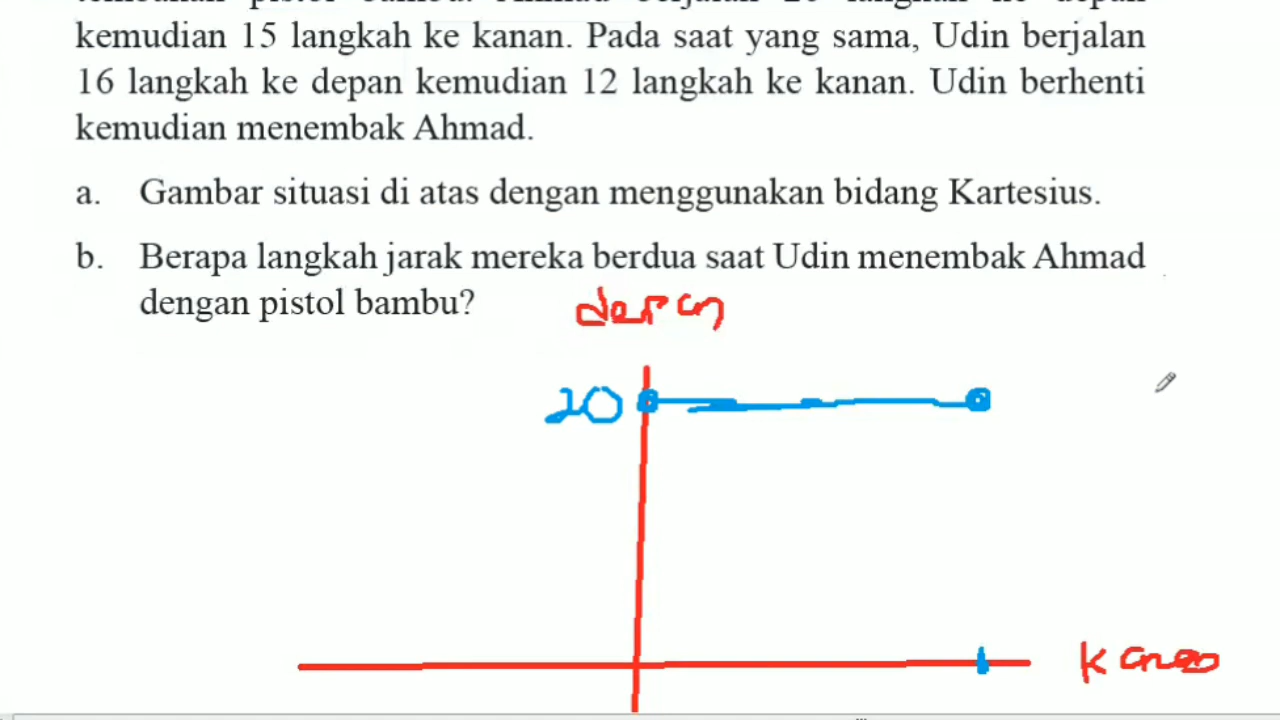 kemudian 15 langkah ke kanan. Pada saat yang sama, Udin berjalan
16 langkah ke depan kemudian 12 langkah ke kanan. Udin berhenti
kemudian menembak Ahmad.
a. Gambar situasi di atas dengan menggunakan bidang Kartesius.
b. Berapa langkah jarak mereka berdua saat Udin menembak Ahmad
dengan pistol bambu?
depan
20